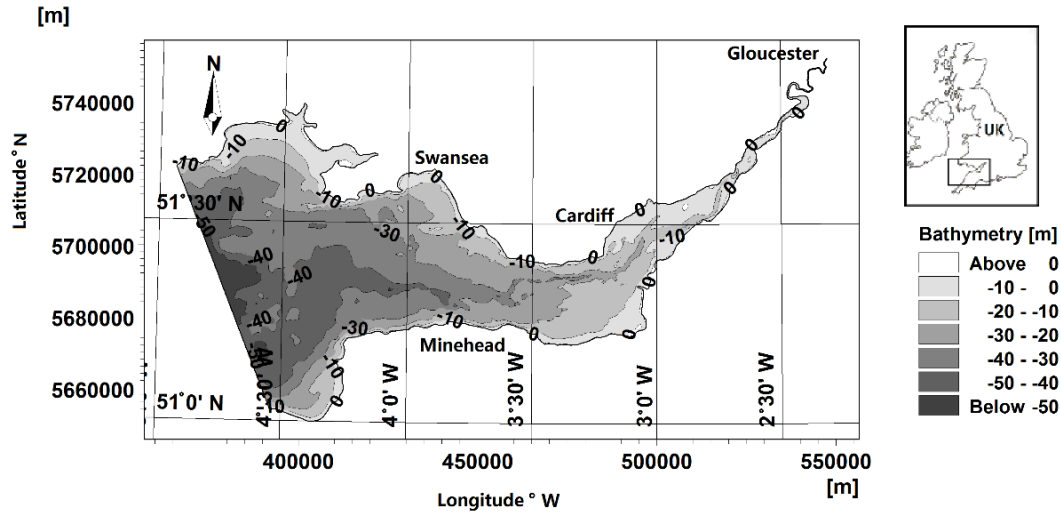 [m]
Gloucester
N
5740000
0
0
-10
0
-10
UK
5720000
Swansea
0
0
-10
51°30' N
Cardiff
0
-10
-50
-30
-10
Bathymetry [m]
5700000
-40
-10
0
Above 0
-40
0
-10 - 0
5680000
-40
-30
-10
0
0
-20 - -10
Minehead
-30 - -20
-10
-40 - -30
5660000
-50 - -40
51°0' N
10
0
4°30' W
4°0' W
3°30' W
3°0' W
2°30' W
Below -50
400000
450000
500000
550000
Latitude° N
Longitude° W
[m]